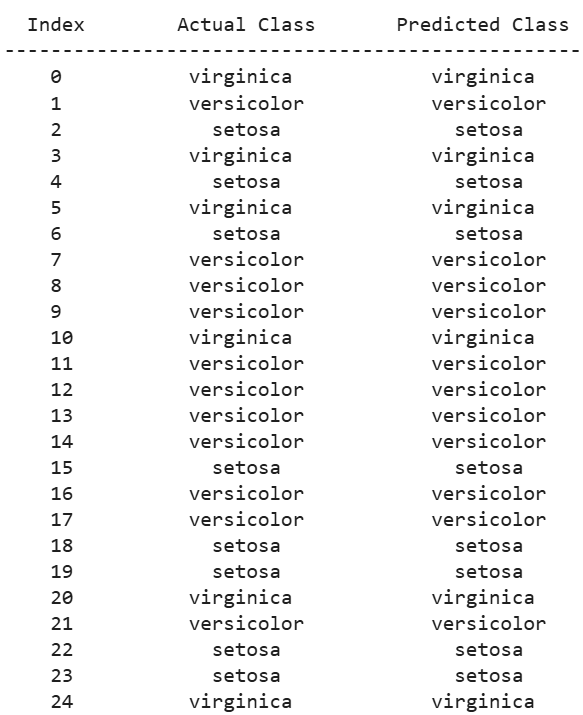 Index Actual Class Predicted Class
--------------------------------------------------
0 virginica virginica
1 versicolor versicolor
2 setosa setosa
3 virginica virginica
4 setosa setosa
5 virginica virginica
6 setosa setosa
7 versicolor versicolor
8 versicolor versicolor
9 versicolor versicolor
10 virginica virginica
11 versicolor versicolor
12 versicolor versicolor
13 versicolor versicolor
14 versicolor versicolor
15 setosa setosa
16 versicolor versicolor
17 versicolor versicolor
18 setosa setosa
19 setosa setosa
20 virginica virginica
21 versicolor versicolor
22 setosa setosa
23 setosa setosa
24 virginica virginica